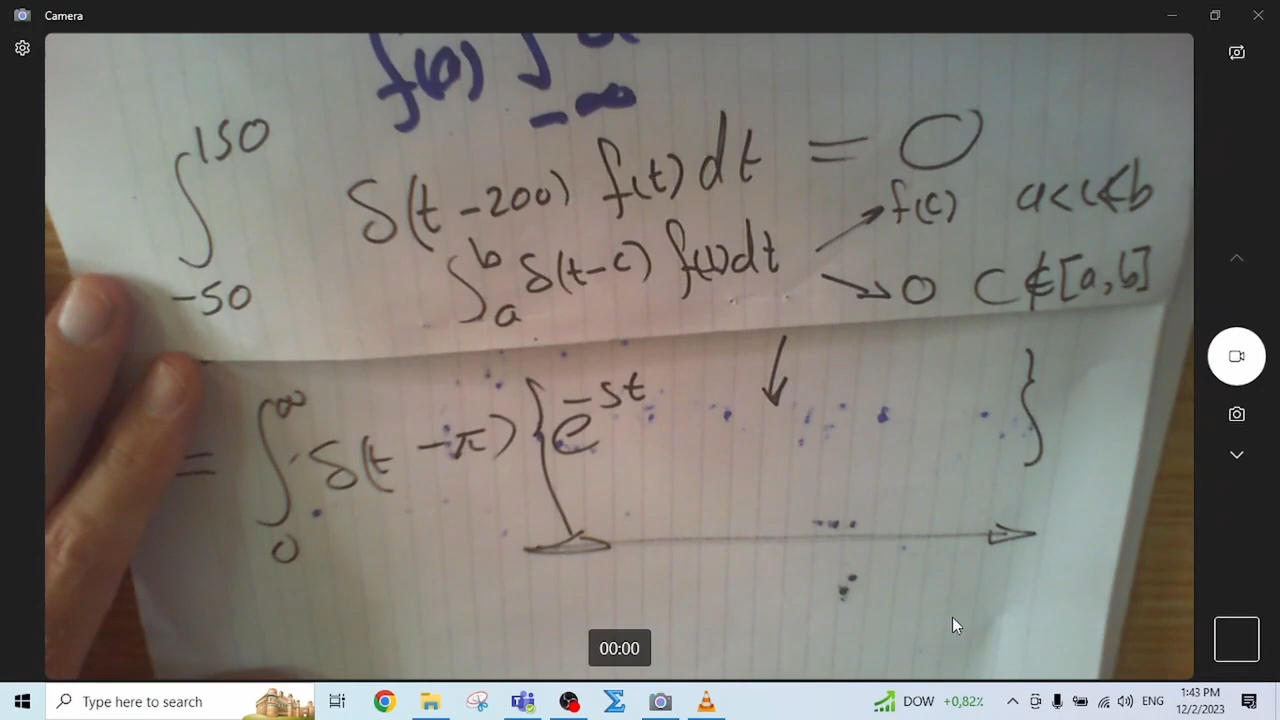 Camera
f(0) ∫
-∞
∫_{-50}^{150} δ(t-200) f(t) dt = 0
∫_a^b δ(t-c) f(t) dt
f(c) a<c<b
0 c∉[a,b]
= ∫_0^∞ δ(t-π) { e^{-st} }
00:00
Type here to search
DOW +0,82%
ENG
1:43 PM
12/2/2023